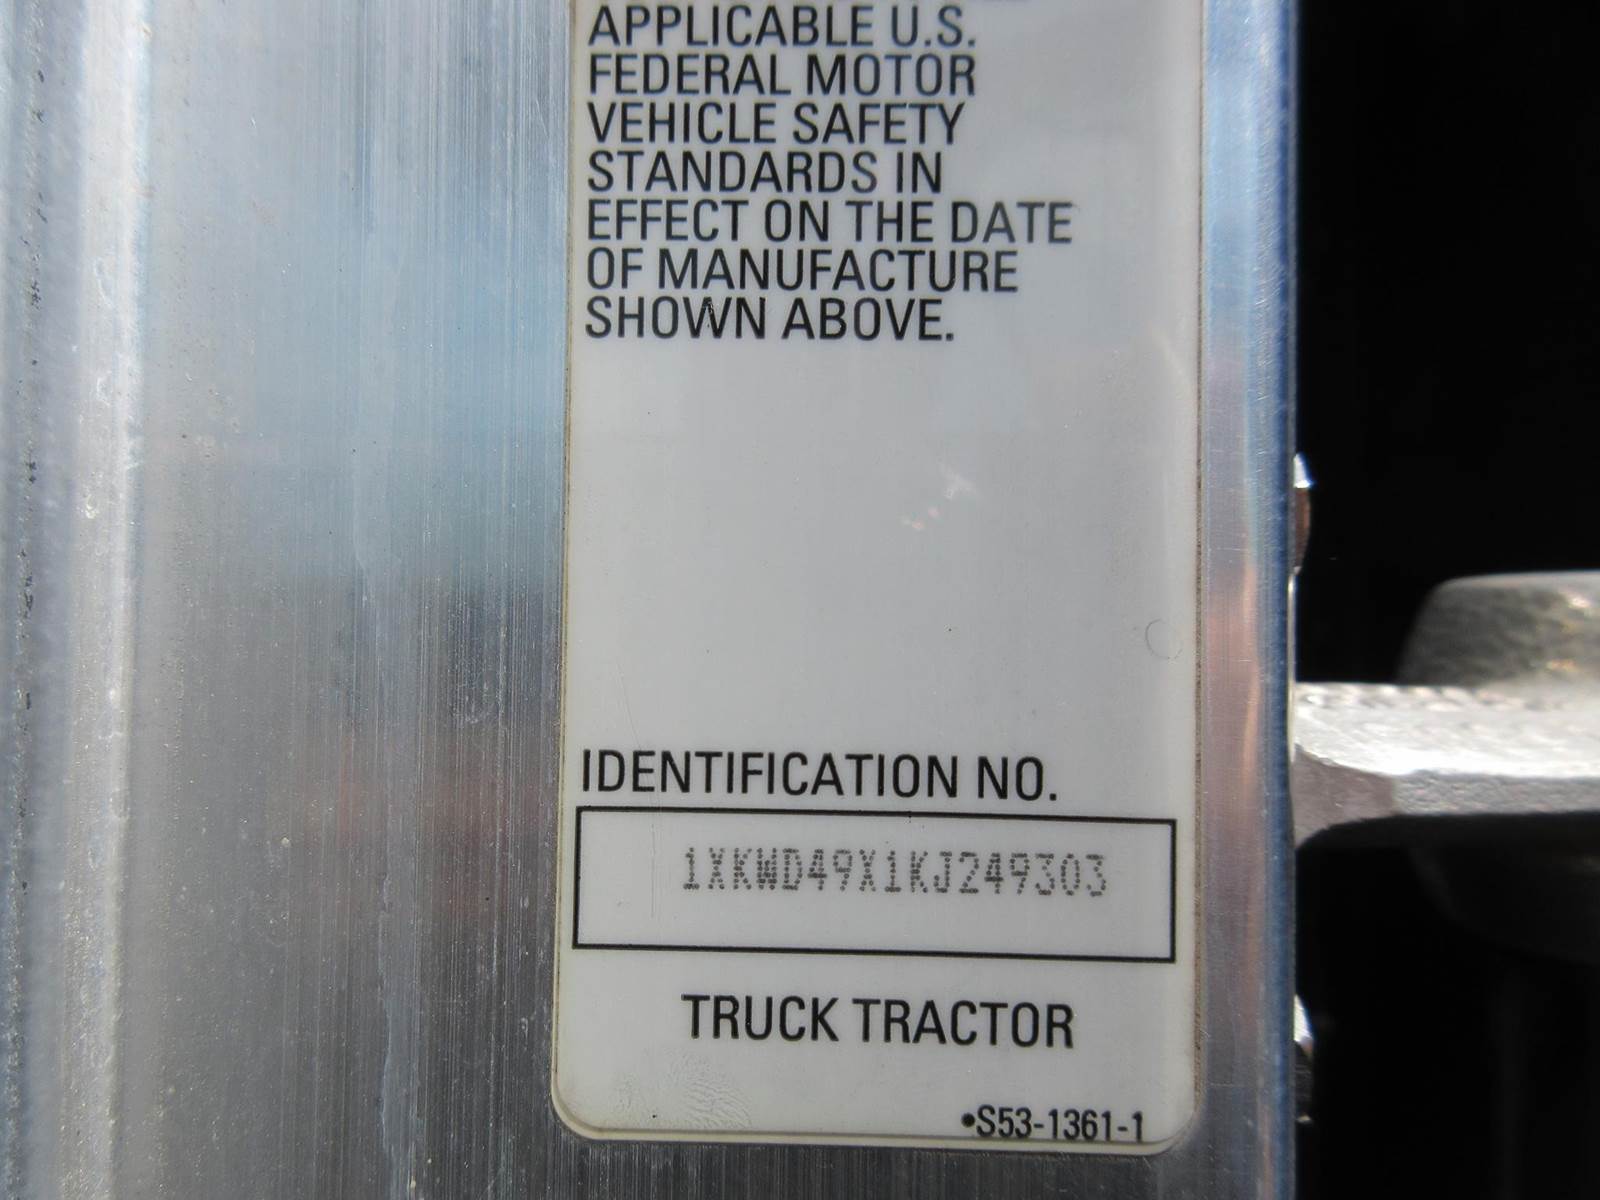 APPLICABLE U.S.
FEDERAL MOTOR
VEHICLE SAFETY
STANDARDS IN
EFFECT ON THE DATE
OF MANUFACTURE
SHOWN ABOVE.
IDENTIFICATION NO.
1XKWD49X1KJ249303
TRUCK TRACTOR
•S53-1361-1